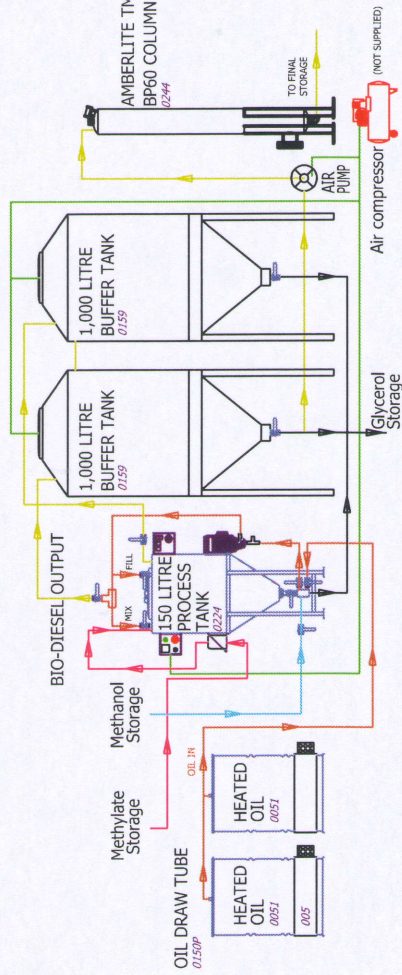 OIL DRAW TUBE
0150P
HEATED
OIL
0051
005
HEATED
OIL
0051
OIL IN
Methylate
Storage
Methanol
Storage
BIO-DIESEL OUTPUT
MIX
FILL
150 LITRE
PROCESS
TANK
0224
1,000 LITRE
BUFFER TANK
0159
1,000 LITRE
BUFFER TANK
0159
Glycerol
Storage
AMBERLITE TM
BP60 COLUMN
0244
AIR
PUMP
TO FINAL
STORAGE
Air compressor
(NOT SUPPLIED)